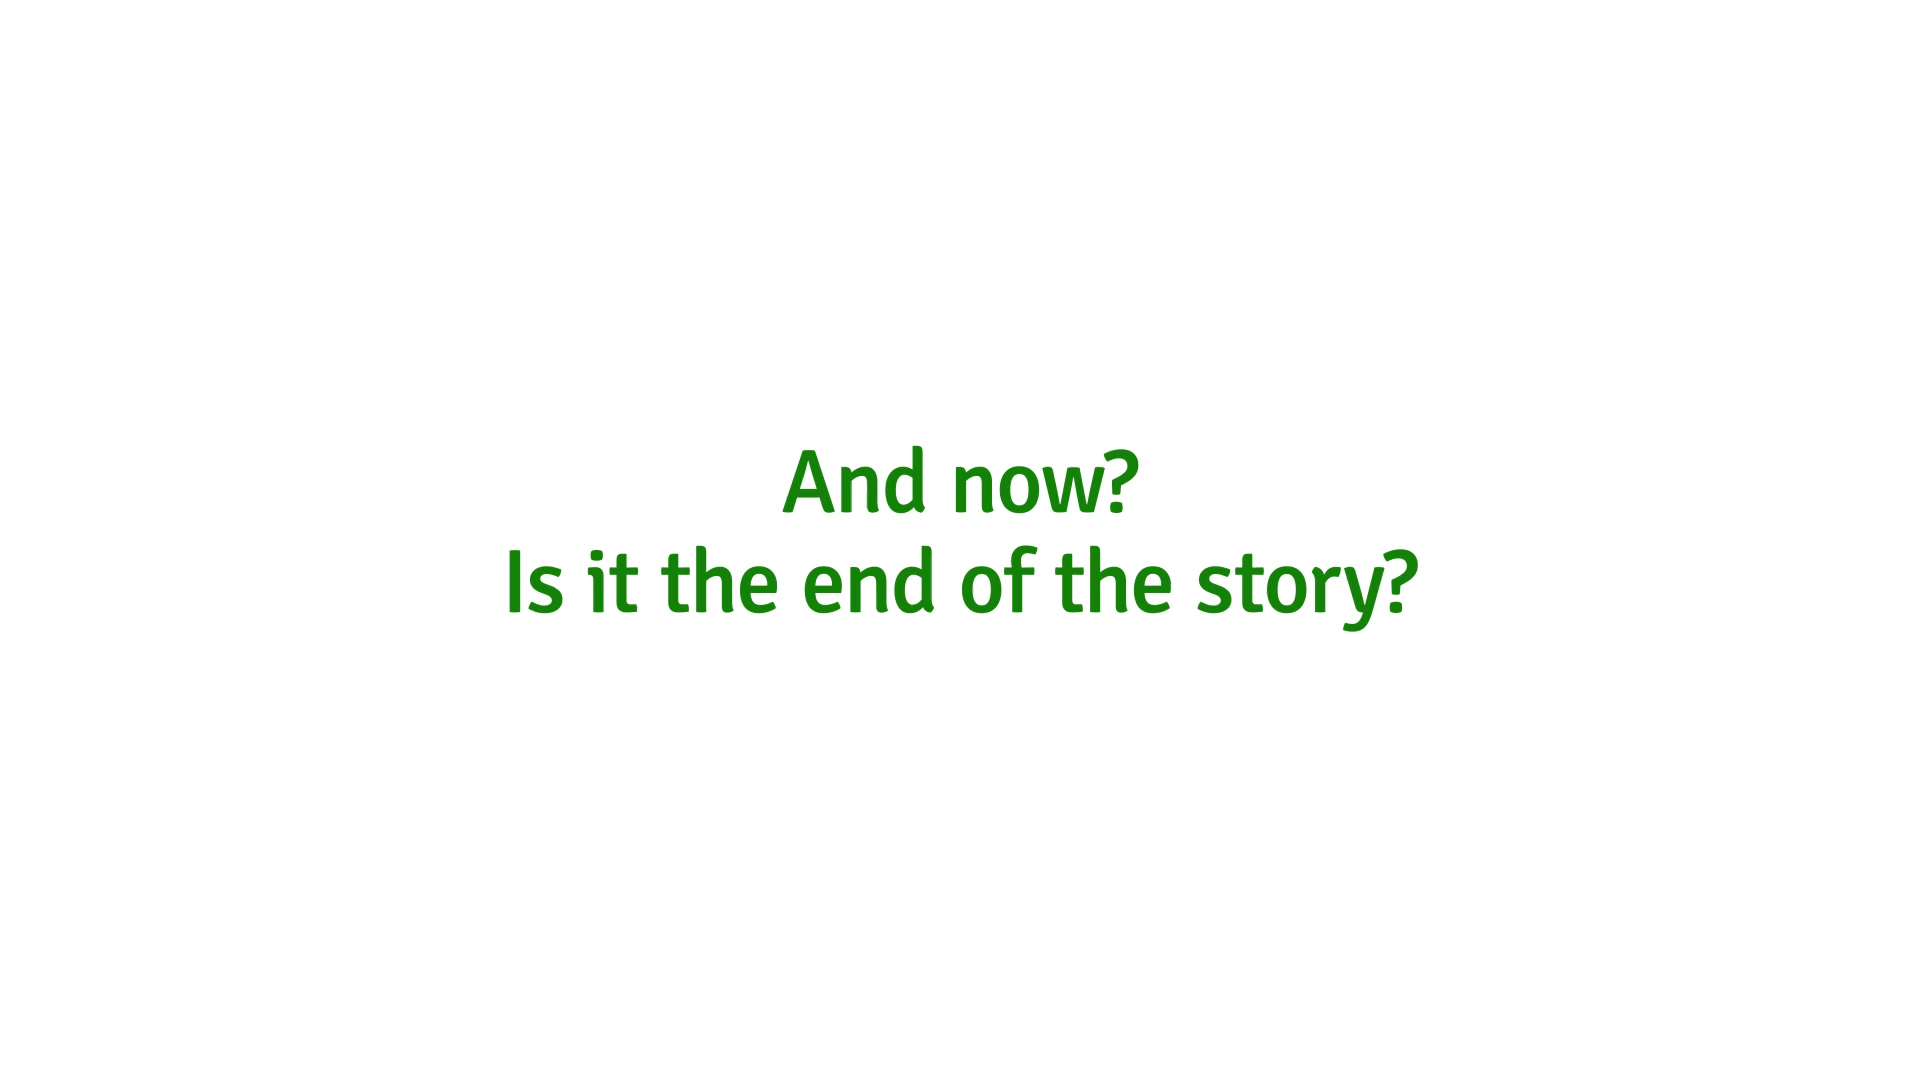 And now?
Is it the end of the story?